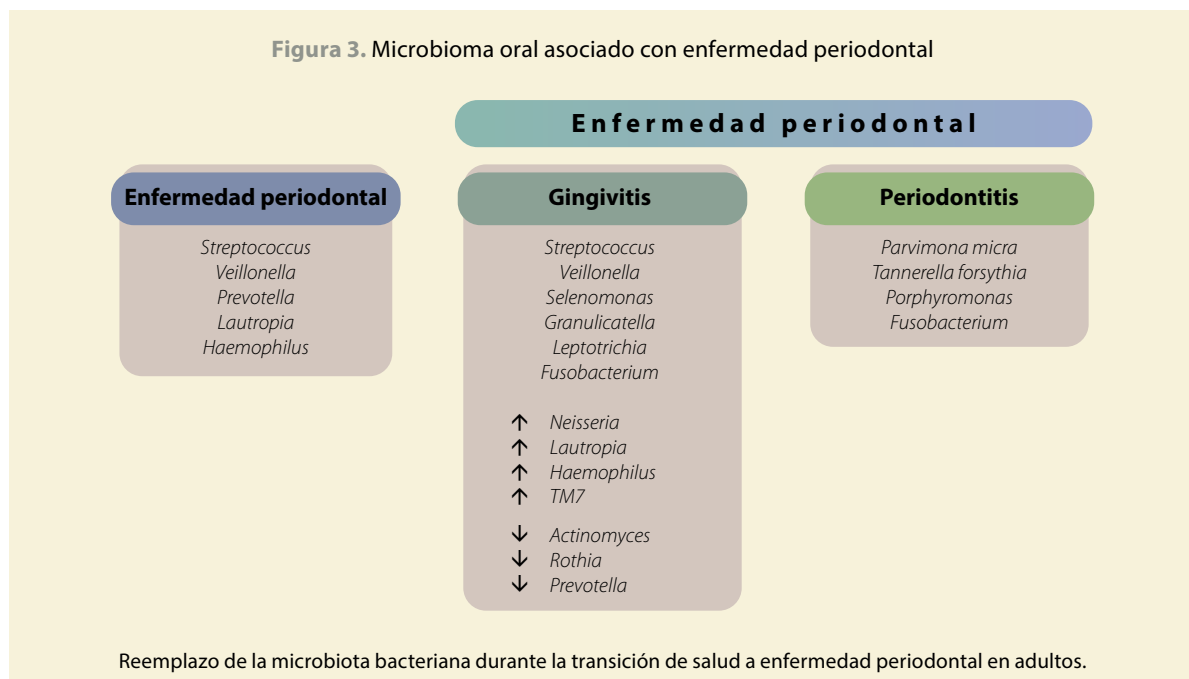 Figura 3. Microbioma oral asociado con enfermedad periodontal
Enfermedad periodontal
Enfermedad periodontal
Streptococcus
Veillonella
Prevotella
Lautropia
Haemophilus
Gingivitis
Streptococcus
Veillonella
Selenomonas
Granulicatella
Leptotrichia
Fusobacterium
↑ Neisseria
↑ Lautropia
↑ Haemophilus
↑ TM7
↓ Actinomyces
↓ Rothia
↓ Prevotella
Periodontitis
Parvimona micra
Tannerella forsythia
Porphyromonas
Fusobacterium
Reemplazo de la microbiota bacteriana durante la transición de salud a enfermedad periodontal en adultos.